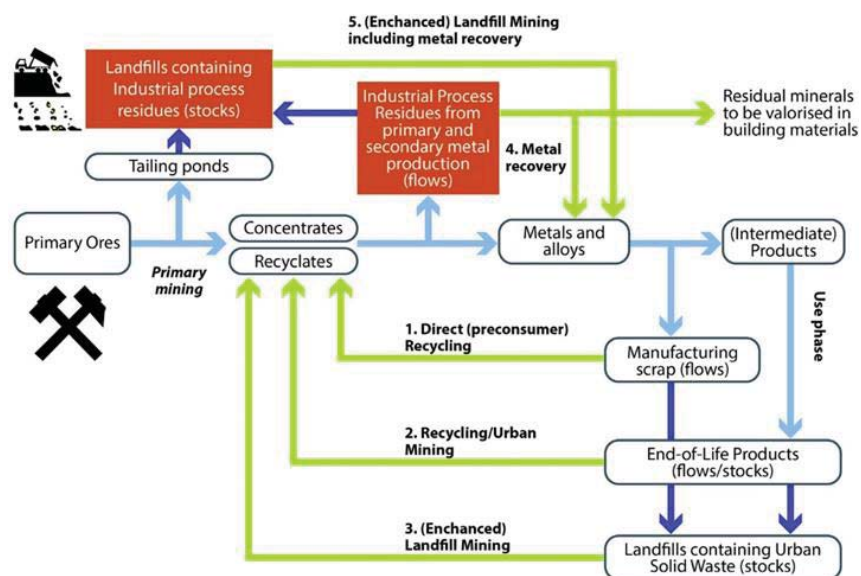 5. (Enchanced) Landfill Mining
including metal recovery
Landfills containing
Industrial process
residues (stocks)
Industrial Process
Residues from
primary and
secondary metal
production
(flows)
Residual minerals
to be valorised in
building materials
4. Metal
recovery
Tailing ponds
Primary Ores
Primary
mining
Concentrates
Recyclates
Metals and
alloys
(Intermediate)
Products
Use phase
1. Direct (preconsumer)
Recycling
Manufacturing
scrap (flows)
2. Recycling/Urban
Mining
End-of-Life Products
(flows/stocks)
3. (Enchanced)
Landfill Mining
Landfills containing Urban
Solid Waste (stocks)